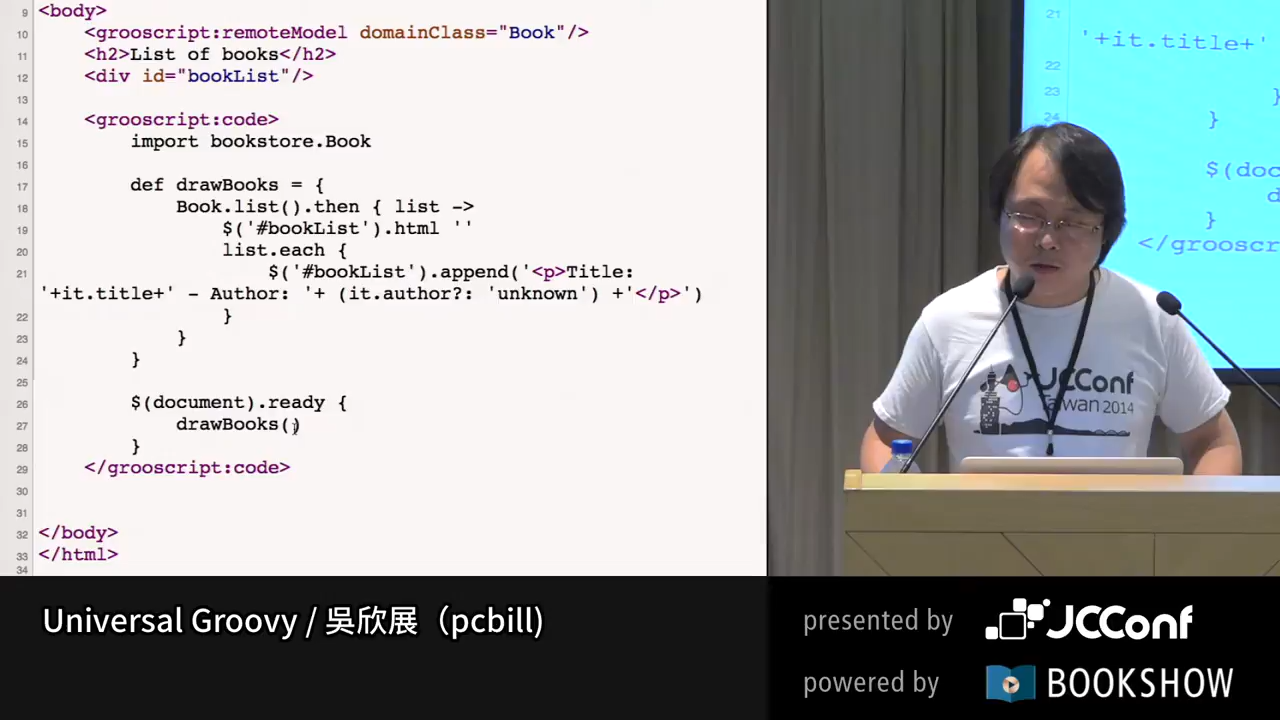 9 <body>
10 <grooscript:remoteModel domainClass="Book"/>
11 <h2>List of books</h2>
12 <div id="bookList"/>
13
14 <grooscript:code>
15 import bookstore.Book
16
17 def drawBooks = {
18 Book.list().then { list ->
19 $('#bookList').html ''
20 list.each {
21 $('#bookList').append('<p>Title:
'+it.title+' - Author: '+ (it.author?: 'unknown') +'</p>')
22 }
23 }
24 }
25
26 $(document).ready {
27 drawBooks()
28 }
29 </grooscript:code>
30
31
32 </body>
33 </html>
34
21
'+it.title+'
22
23 }
24 }
$(doc
d
}
</grooscr
JCConf
Taiwan 2014
Universal Groovy / 吳欣展（pcbill)
presented by JCConf
powered by BOOKSHOW